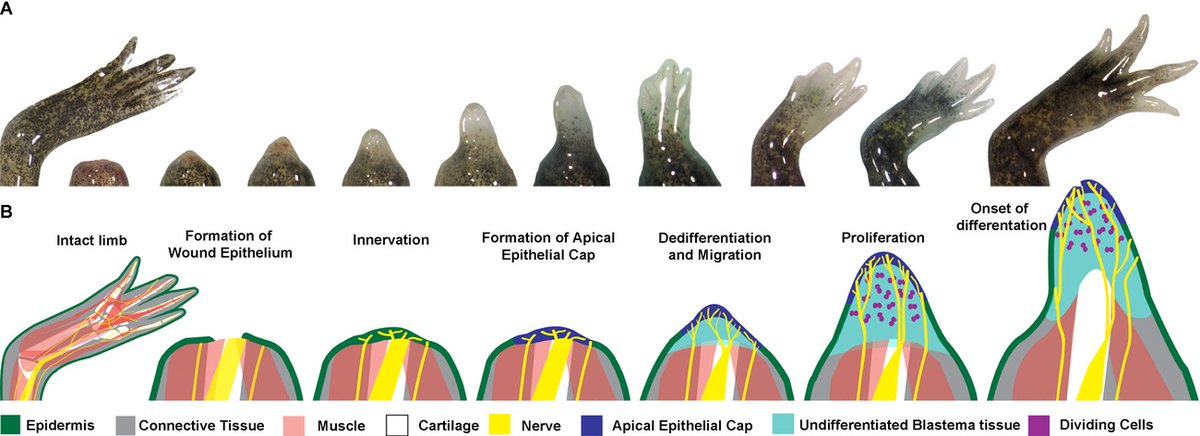 A
B
Intact limb
Formation of
Wound Epithelium
Innervation
Formation of Apical
Epithelial Cap
Dedifferentiation
and Migration
Proliferation
Onset of
differentation
Epidermis
Connective Tissue
Muscle
Cartilage
Nerve
Apical Epithelial Cap
Undifferentiated Blastema tissue
Dividing Cells